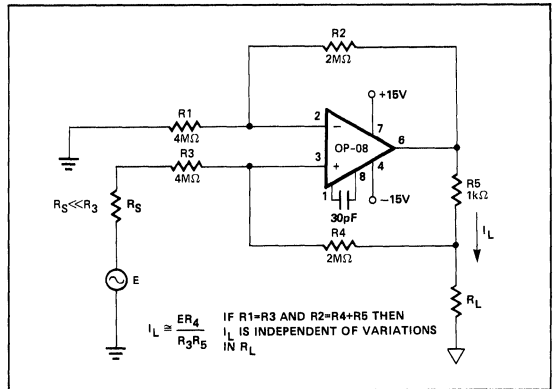 R2
2MΩ
+15V
R1
4MΩ
2
−
7
6
OP-08
R3
4MΩ
3
+
8
4
1
−15V
30pF
R5
1kΩ
RS<<R3
RS
R4
2MΩ
IL
E
RL
IL ≅ ER4 / R3R5
IF R1=R3 AND R2=R4+R5 THEN
IL IS INDEPENDENT OF VARIATIONS
IN RL